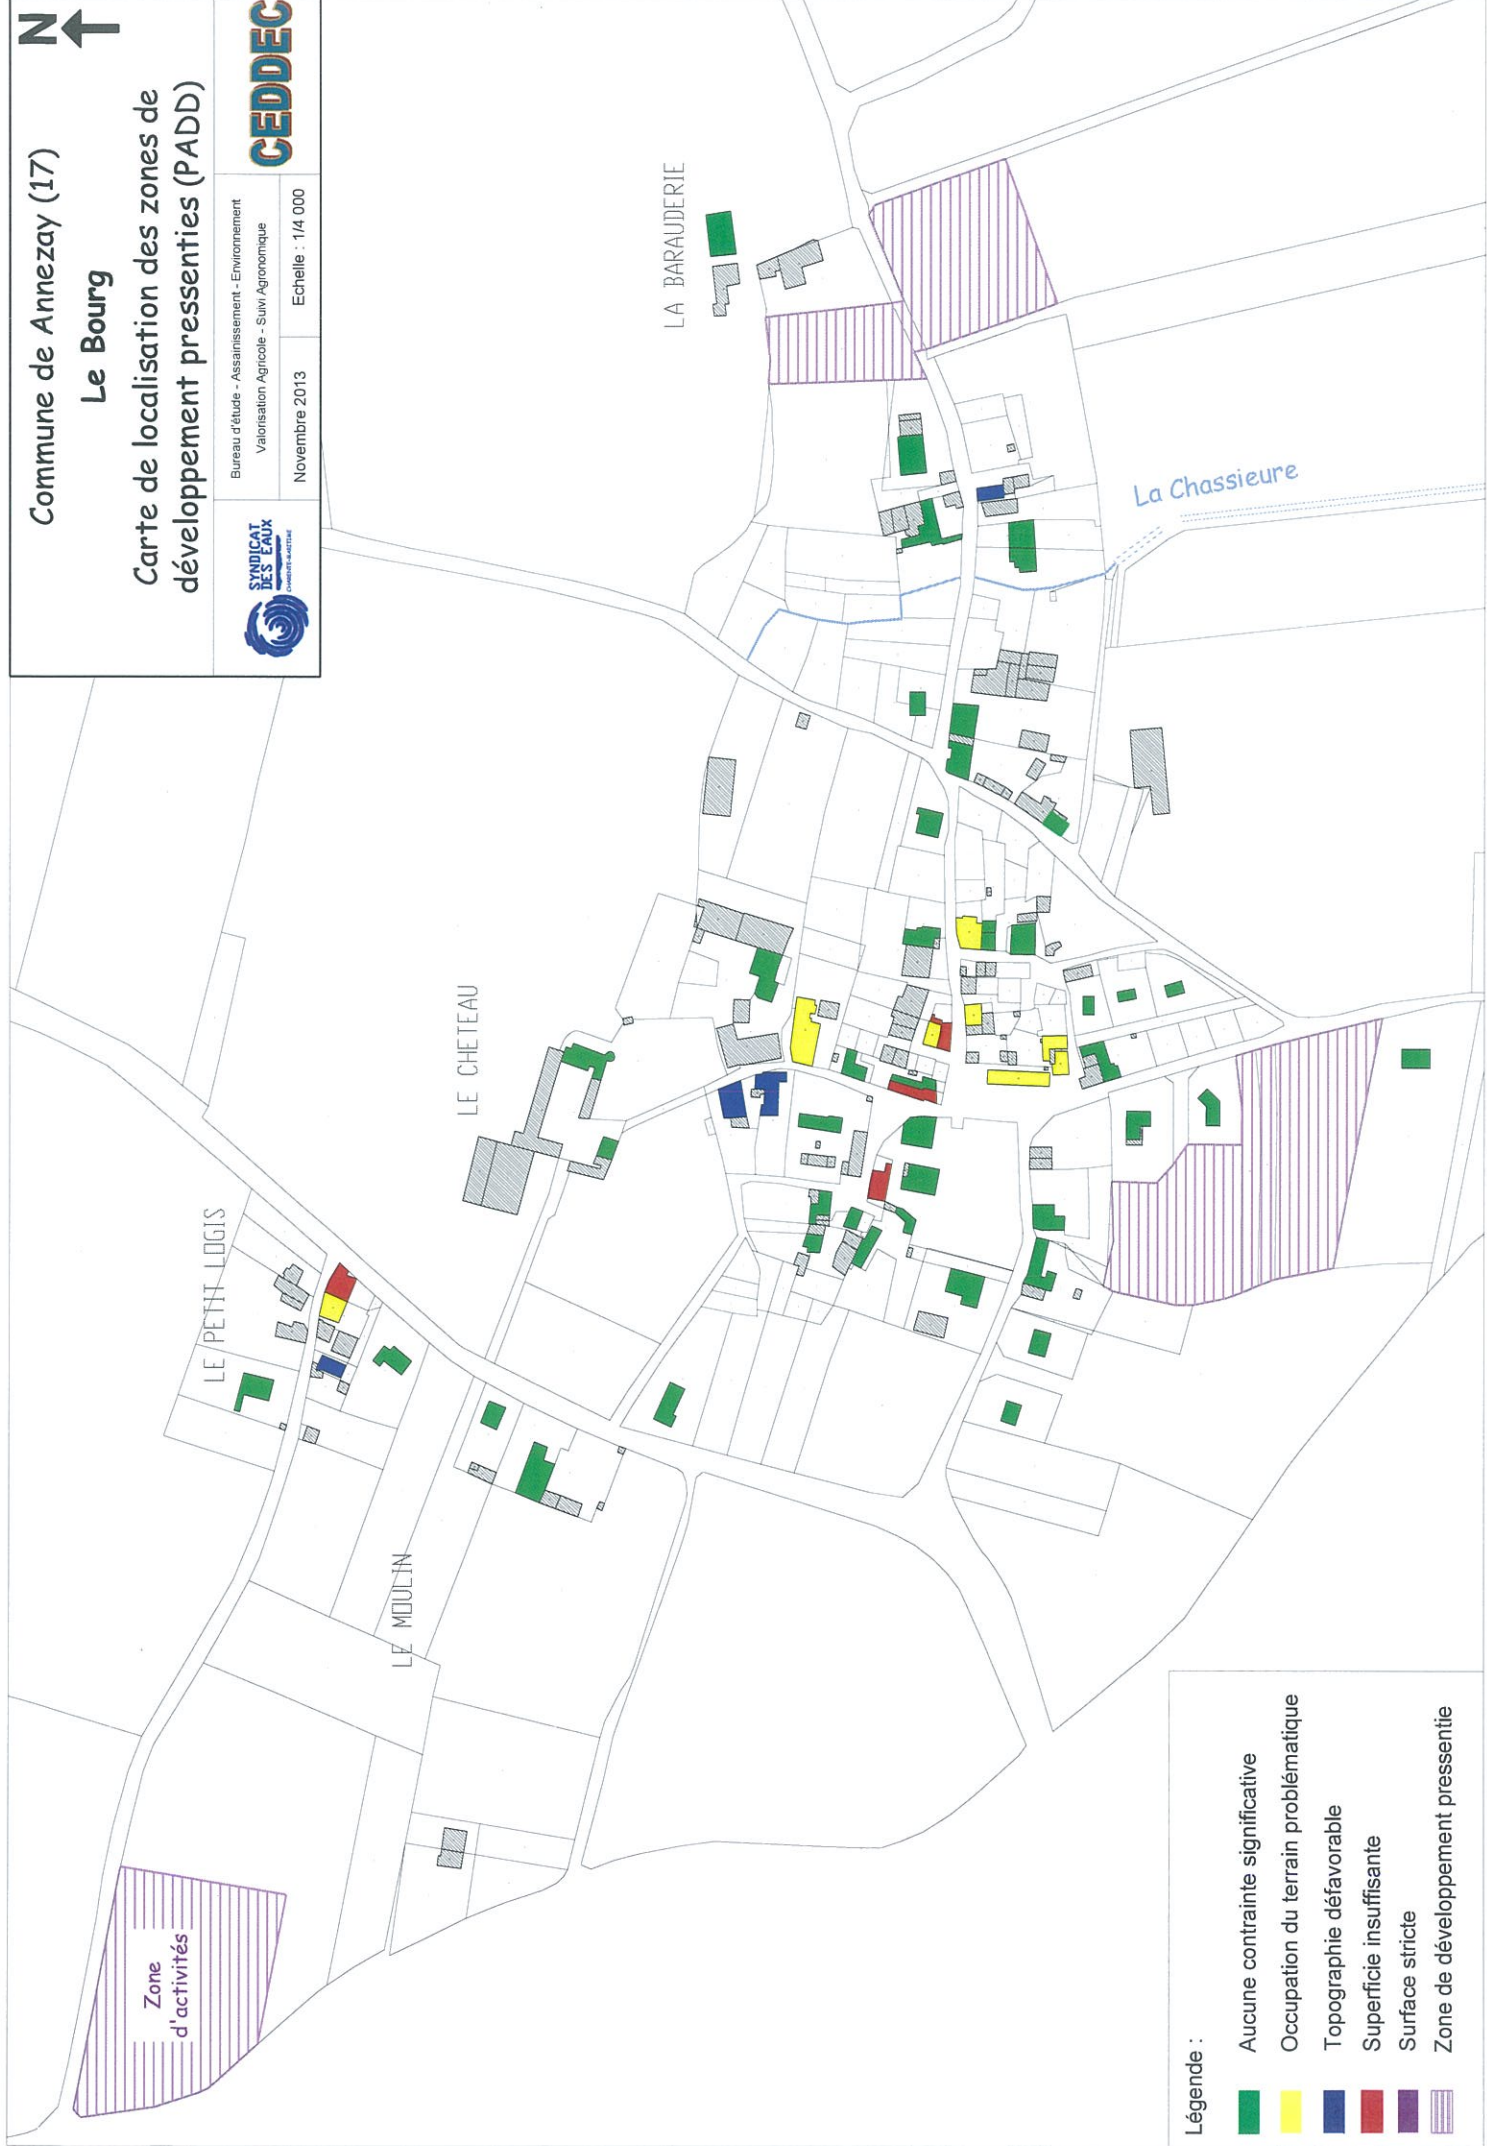 N
Commune de Annezay (17)
Le Bourg
Carte de localisation des zones de
développement pressenties (PADD)
SYNDICAT
DES EAUX
CHARENTE-MARITIME
Bureau d'étude - Assainissement - Environnement
Valorisation Agricole - Suivi Agronomique
Novembre 2013
Echelle : 1/4 000
CEDDEC
LA BARAUDERIE
La Chassieure
LE CHETEAU
LE PETIT LOGIS
LE MOULIN
Zone
d'activités
Légende :
Aucune contrainte significative
Occupation du terrain problématique
Topographie défavorable
Superficie insuffisante
Surface stricte
Zone de développement pressentie